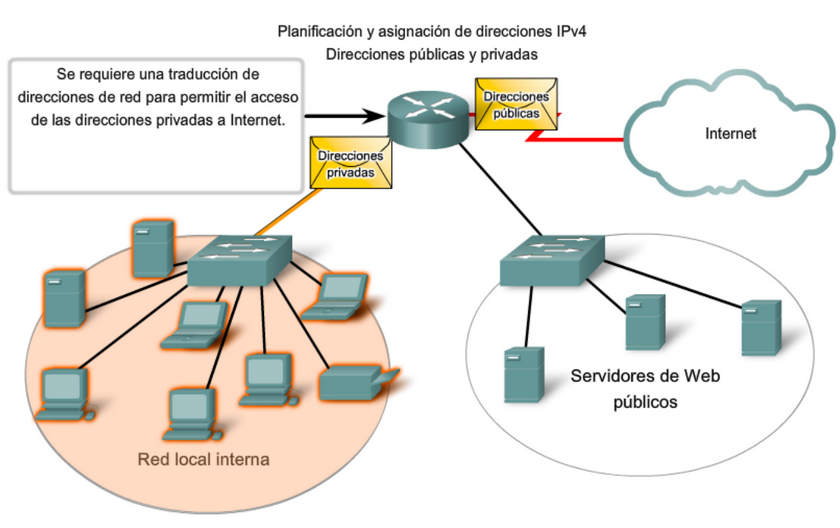 Planificación y asignación de direcciones IPv4
Direcciones públicas y privadas
Se requiere una traducción de
direcciones de red para permitir el acceso
de las direcciones privadas a Internet.
Direcciones
públicas
Internet
Direcciones
privadas
Servidores de Web
públicos
Red local interna